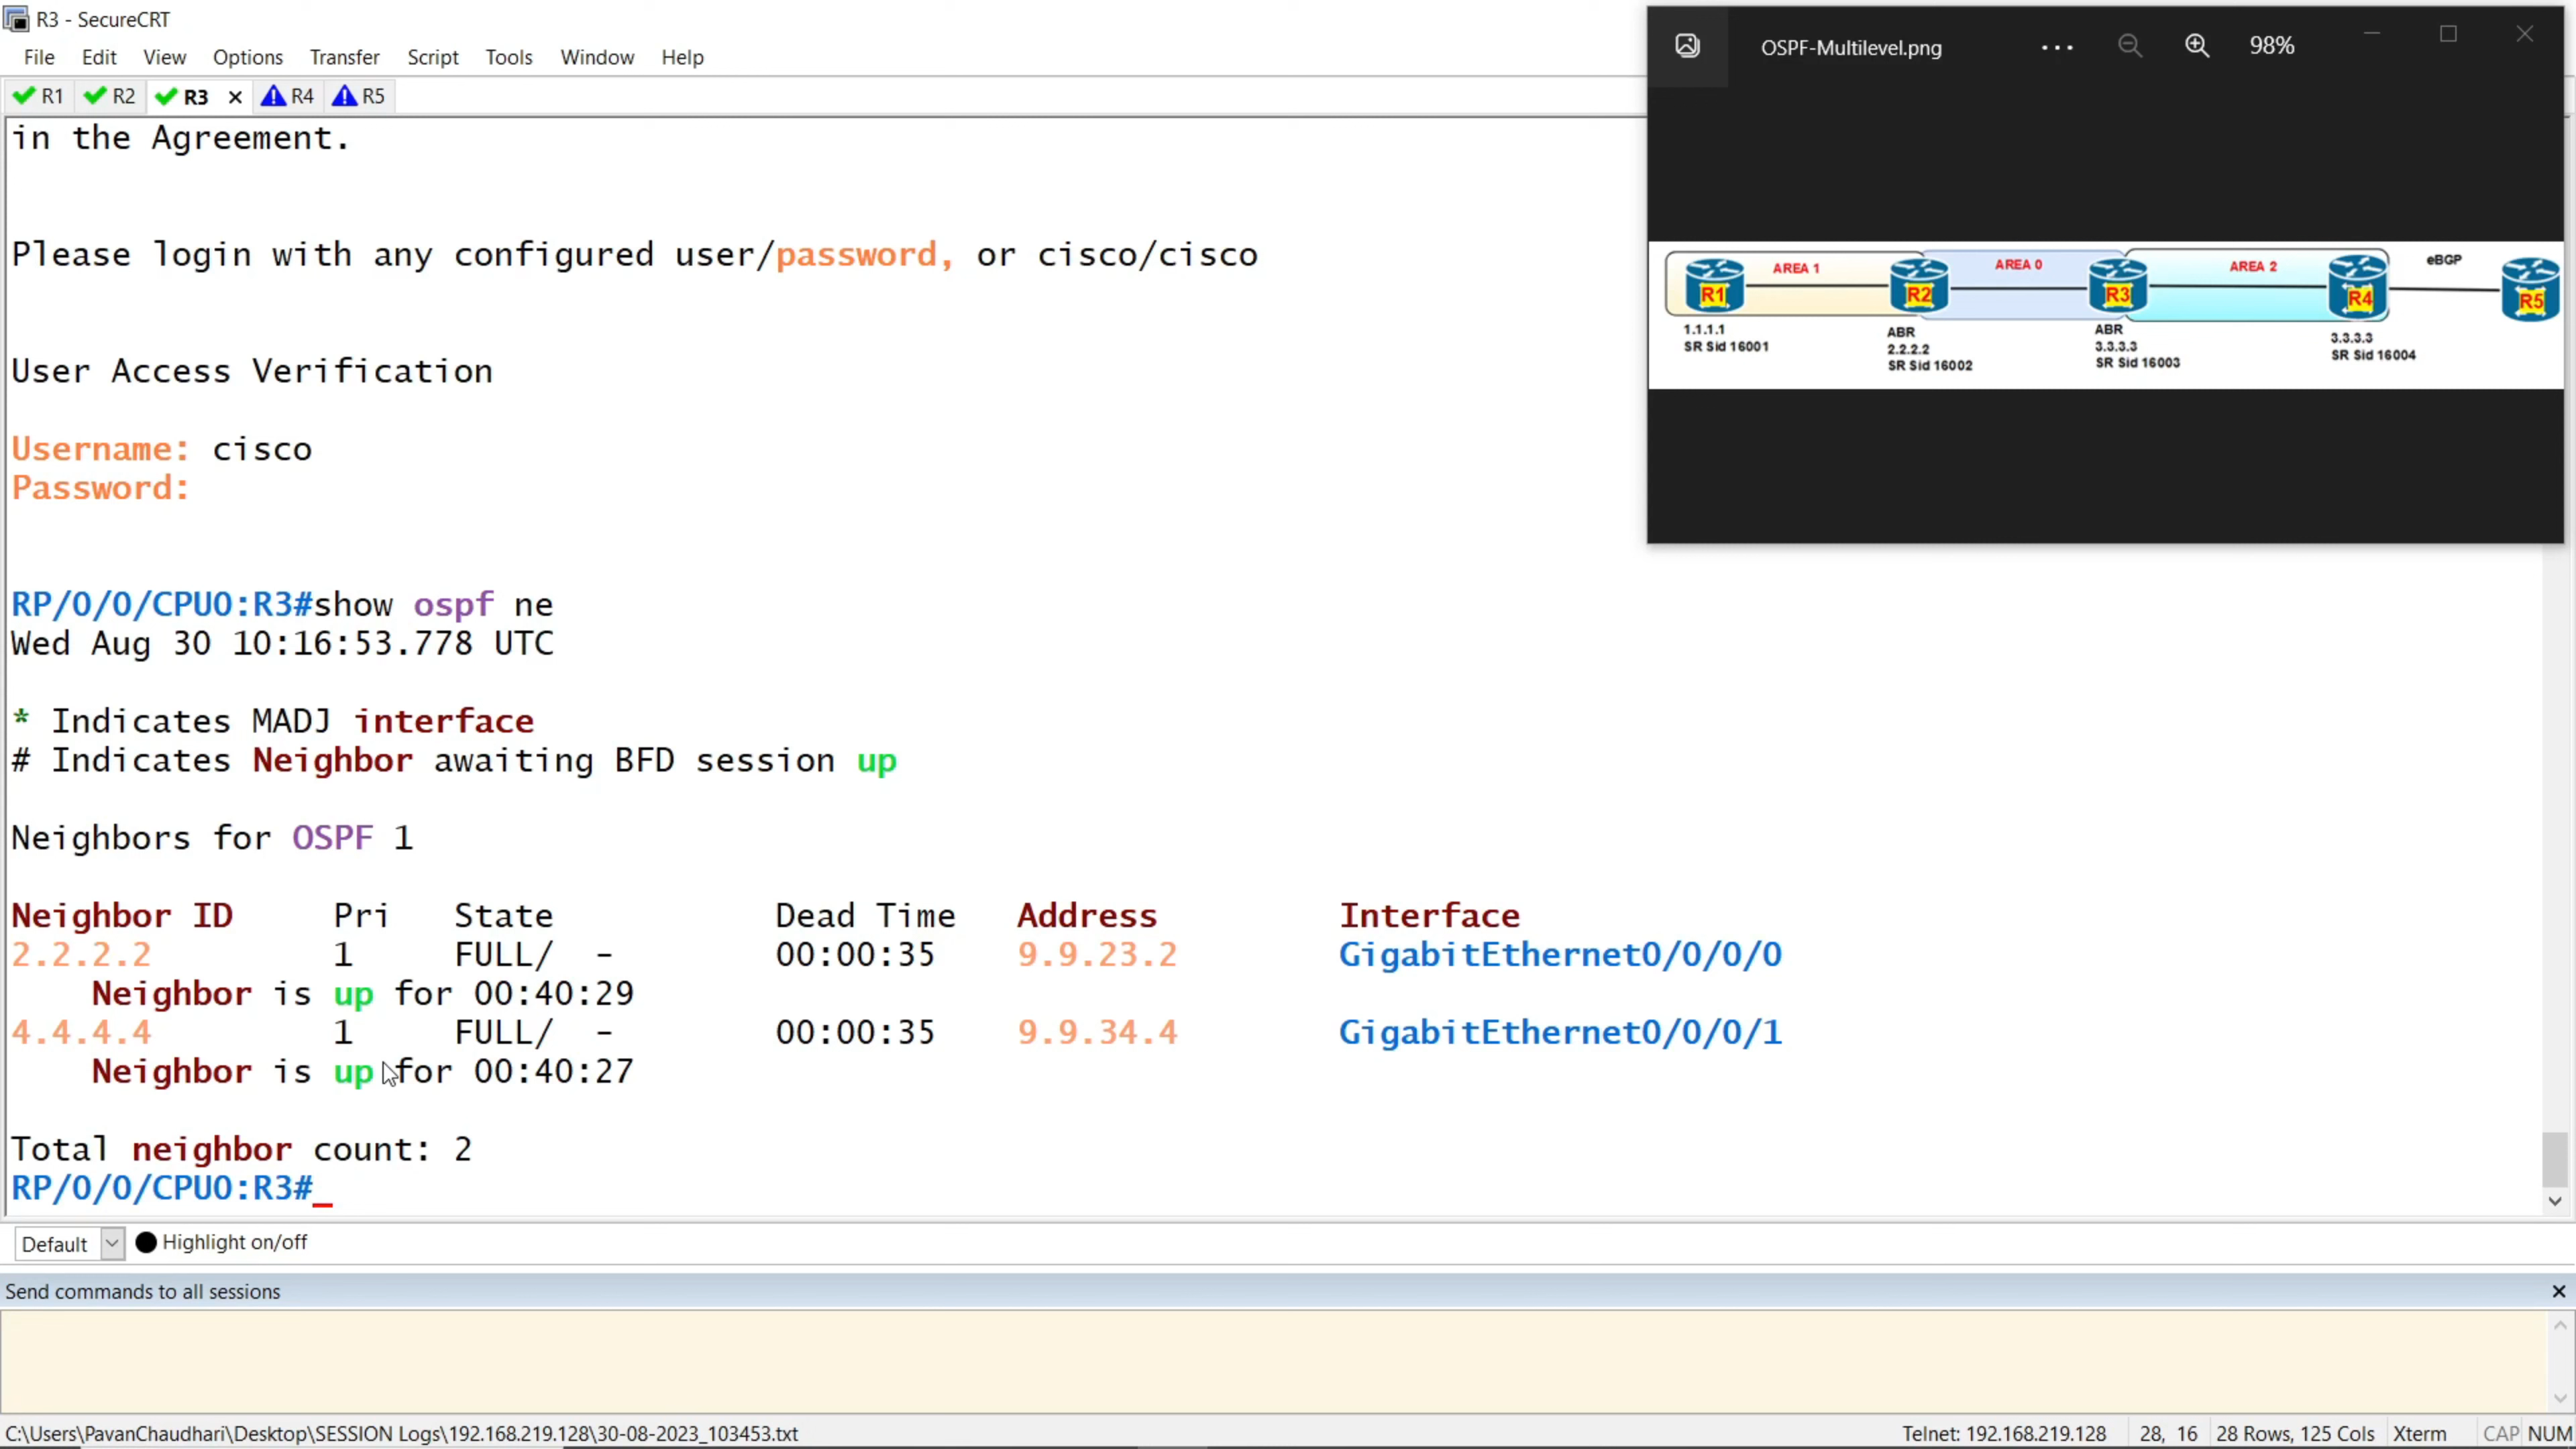 R3 - SecureCRT
File Edit View Options Transfer Script Tools Window Help
R1 R2 R3 R4 R5
in the Agreement.
Please login with any configured user/password, or cisco/cisco
User Access Verification
Username: cisco
Password:
RP/0/0/CPU0:R3#show ospf ne
Wed Aug 30 10:16:53.778 UTC
* Indicates MADJ interface
# Indicates Neighbor awaiting BFD session up
Neighbors for OSPF 1
Neighbor ID Pri State Dead Time Address Interface
2.2.2.2 1 FULL/ - 00:00:35 9.9.23.2 GigabitEthernet0/0/0/0
Neighbor is up for 00:40:29
4.4.4.4 1 FULL/ - 00:00:35 9.9.34.4 GigabitEthernet0/0/0/1
Neighbor is up for 00:40:27
Total neighbor count: 2
RP/0/0/CPU0:R3#_
OSPF-Multilevel.png 98%
AREA 1 AREA 0 AREA 2 eBGP
R1 R2 R3 R4 R5
1.1.1.1
SR Sid 16001
ABR
2.2.2.2
SR Sid 16002
ABR
3.3.3.3
SR Sid 16003
3.3.3.3
SR Sid 16004
Default Highlight on/off
Send commands to all sessions
C:\Users\PavanChaudhari\Desktop\SESSION Logs\192.168.219.128\30-08-2023_103453.txt Telnet: 192.168.219.128 28, 16 28 Rows, 125 Cols Xterm CAP NUM